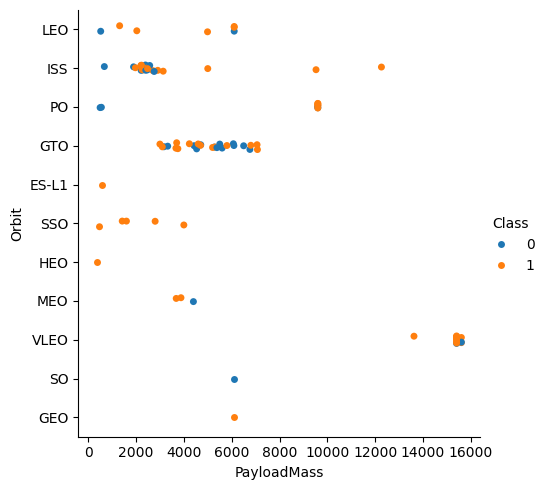 LEO
ISS
PO
GTO
ES-L1
SSO
HEO
MEO
VLEO
SO
GEO
Orbit
0 2000 4000 6000 8000 10000 12000 14000 16000
PayloadMass
Class
0
1